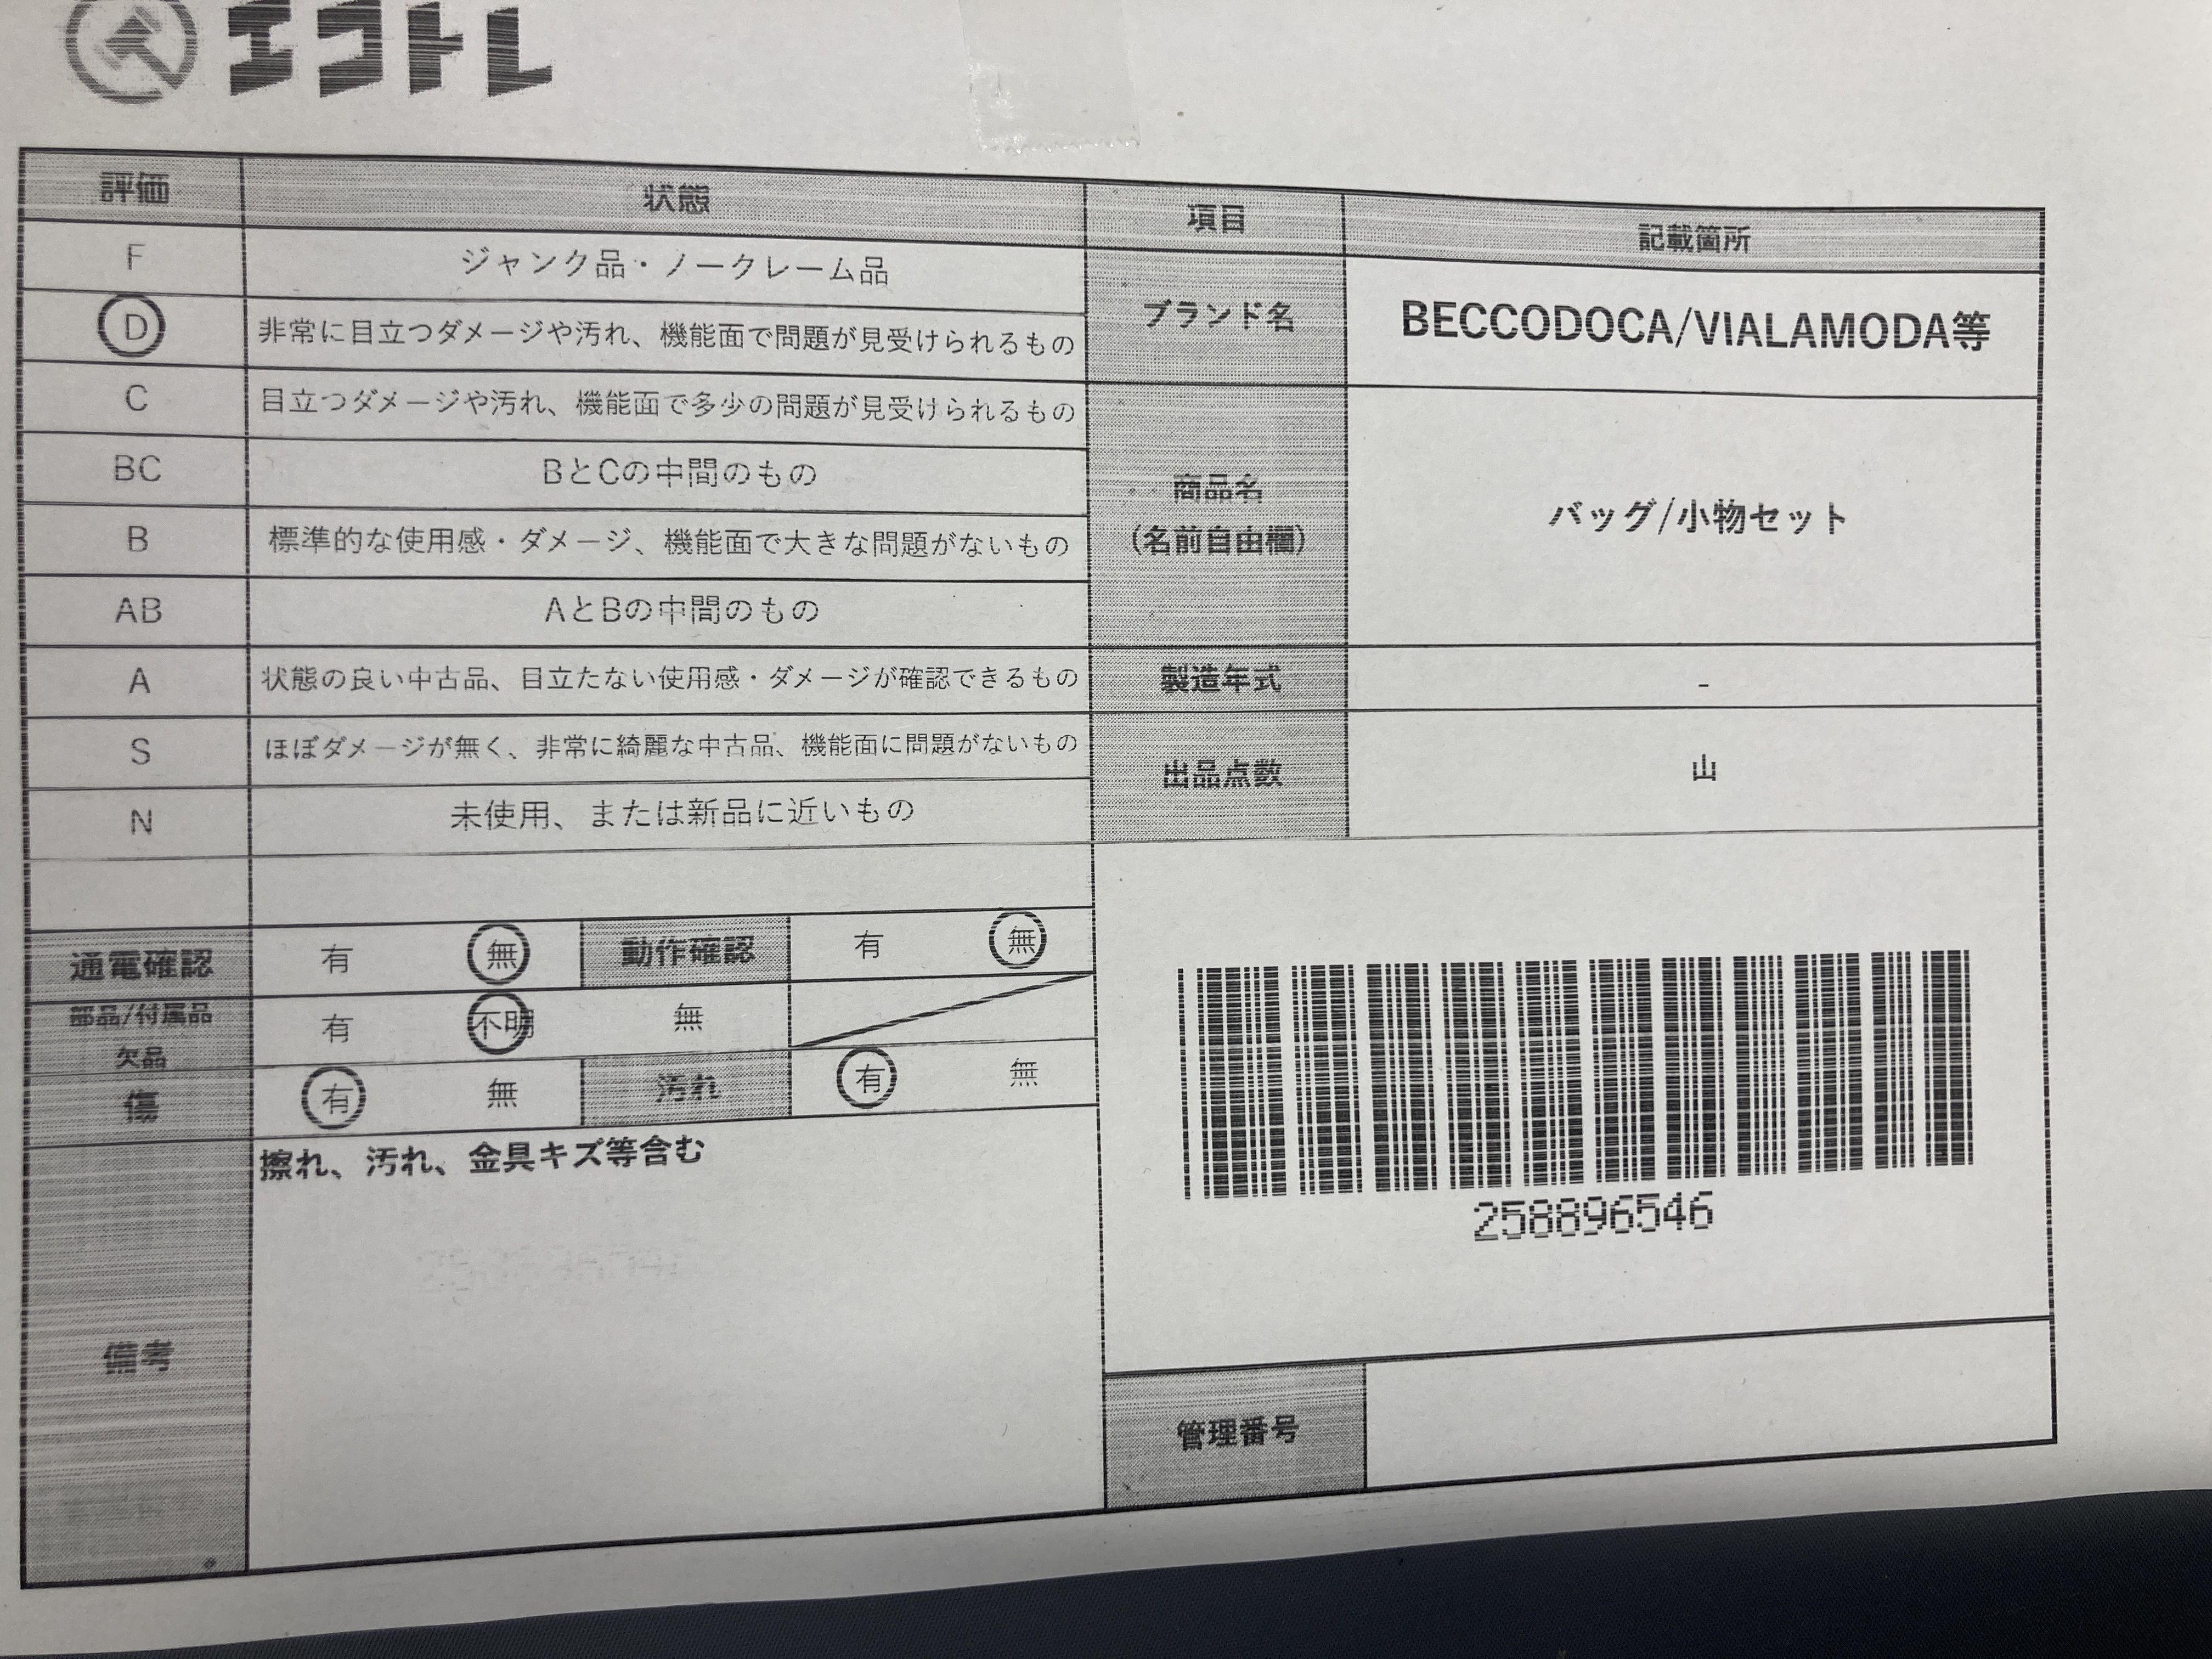 エコトレ
評価 状態 項目 記載箇所
F ジャンク品・ノークレーム品
D 非常に目立つダメージや汚れ、機能面で問題が見受けられるもの
ブランド名 BECCODOCA/VIALAMODA等
C 目立つダメージや汚れ、機能面で多少の問題が見受けられるもの
BC BとCの中間のもの
商品名
(名前自由欄)
バッグ/小物セット
B 標準的な使用感・ダメージ、機能面で大きな問題がないもの
AB AとBの中間のもの
A 状態の良い中古品、目立たない使用感・ダメージが確認できるもの
製造年式 -
S ほぼダメージが無く、非常に綺麗な中古品、機能面に問題がないもの
出品点数 山
N 未使用、または新品に近いもの
通電確認 有 無 動作確認 有 無
部品/付属品
欠品
有 不明 無
傷 有 無 汚れ 有 無
備考
擦れ、汚れ、金具キズ等含む
258896546
管理番号